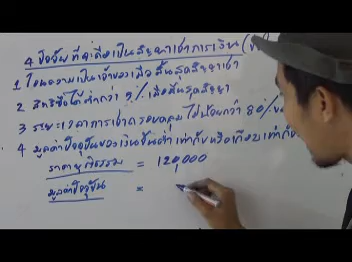 4 ปัจจัยที่จะถือเป็นสัญญาเช่าการเงิน
1 โอนความเป็นเจ้าของเมื่อสิ้นสุดสัญญาเช่า
2 สิทธิซื้อได้ต่ำกว่า 5% เมื่อสิ้นสุดสัญญา
3 ระยะเวลาการเช่าครอบคลุม ไม่น้อยกว่า 80%
4 มูลค่าปัจจุบันของเงินขั้นต่ำ เท่ากับหรือเกือบเท่ากับ
ราคายุติธรรม = 120,000
มูลค่าปัจจุบัน =